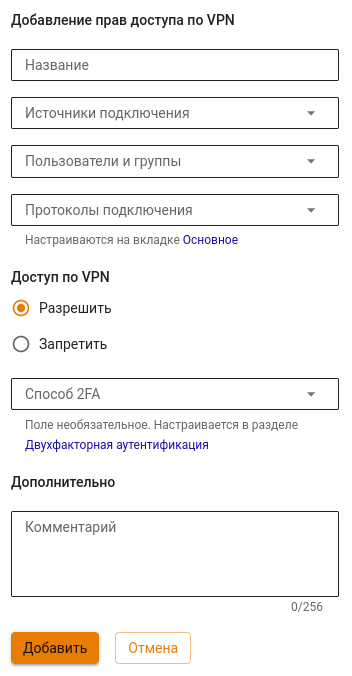 Добавление прав доступа по VPN
Название
Источники подключения
Пользователи и группы
Протоколы подключения
Настраиваются на вкладке Основное
Доступ по VPN
Разрешить
Запретить
Способ 2FA
Поле необязательное. Настраивается в разделе
Двухфакторная аутентификация
Дополнительно
Комментарий
0/256
Добавить
Отмена